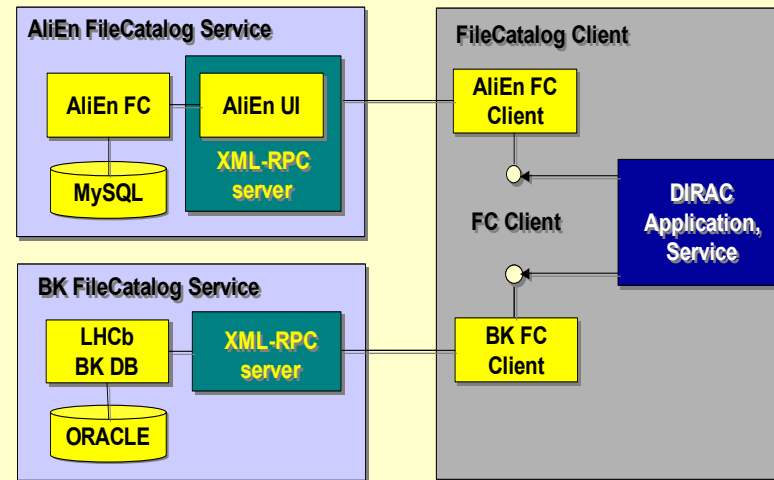 AliEn FileCatalog Service
AliEn FC
AliEn UI
XML-RPC
server
MySQL
BK FileCatalog Service
LHCb
BK DB
XML-RPC
server
ORACLE
FileCatalog Client
AliEn FC
Client
FC Client
BK FC
Client
DIRAC
Application,
Service